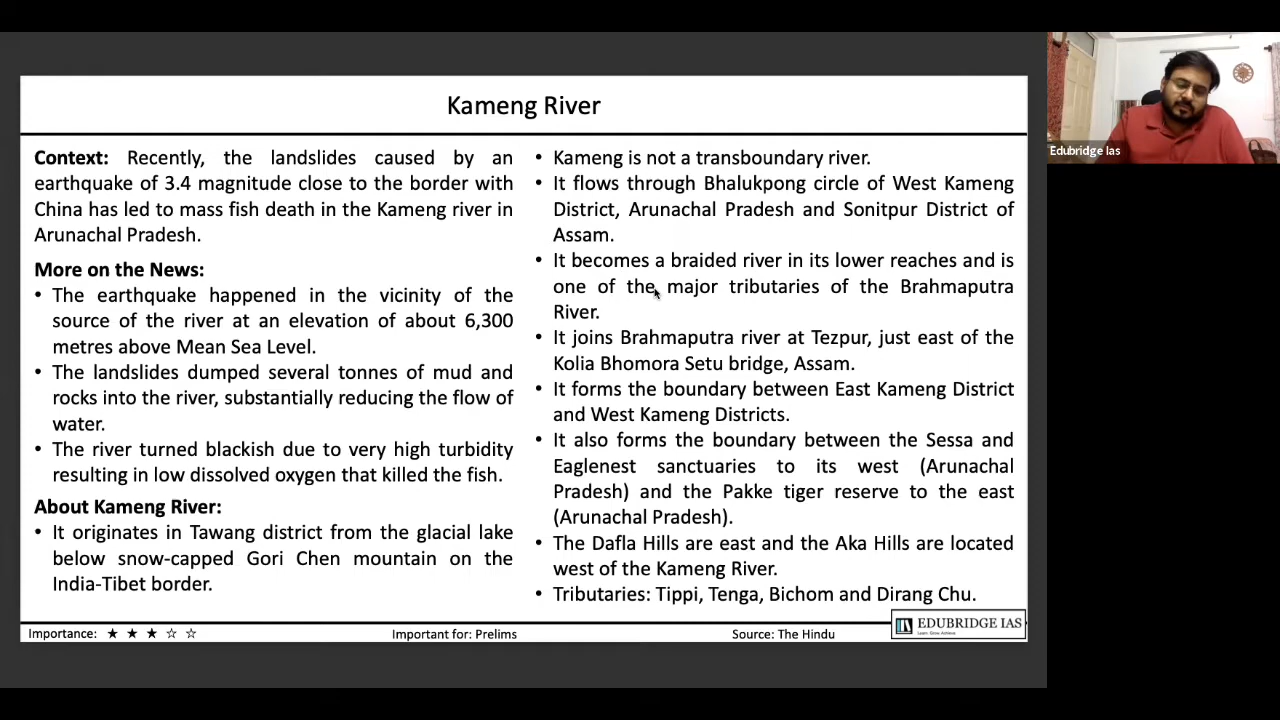 Kameng River
Context: Recently, the landslides caused by an
earthquake of 3.4 magnitude close to the border with
China has led to mass fish death in the Kameng river in
Arunachal Pradesh.
More on the News:
• The earthquake happened in the vicinity of the
source of the river at an elevation of about 6,300
metres above Mean Sea Level.
• The landslides dumped several tonnes of mud and
rocks into the river, substantially reducing the flow of
water.
• The river turned blackish due to very high turbidity
resulting in low dissolved oxygen that killed the fish.
About Kameng River:
• It originates in Tawang district from the glacial lake
below snow-capped Gori Chen mountain on the
India-Tibet border.
• Kameng is not a transboundary river.
• It flows through Bhalukpong circle of West Kameng
District, Arunachal Pradesh and Sonitpur District of
Assam.
• It becomes a braided river in its lower reaches and is
one of the major tributaries of the Brahmaputra
River.
• It joins Brahmaputra river at Tezpur, just east of the
Kolia Bhomora Setu bridge, Assam.
• It forms the boundary between East Kameng District
and West Kameng Districts.
• It also forms the boundary between the Sessa and
Eaglenest sanctuaries to its west (Arunachal
Pradesh) and the Pakke tiger reserve to the east
(Arunachal Pradesh).
• The Dafla Hills are east and the Aka Hills are located
west of the Kameng River.
• Tributaries: Tippi, Tenga, Bichom and Dirang Chu.
Importance: ★ ★ ★ ☆ ☆
Important for: Prelims
Source: The Hindu
EDUBRIDGE IAS
Learn. Grow. Achieve.
Edubridge Ias